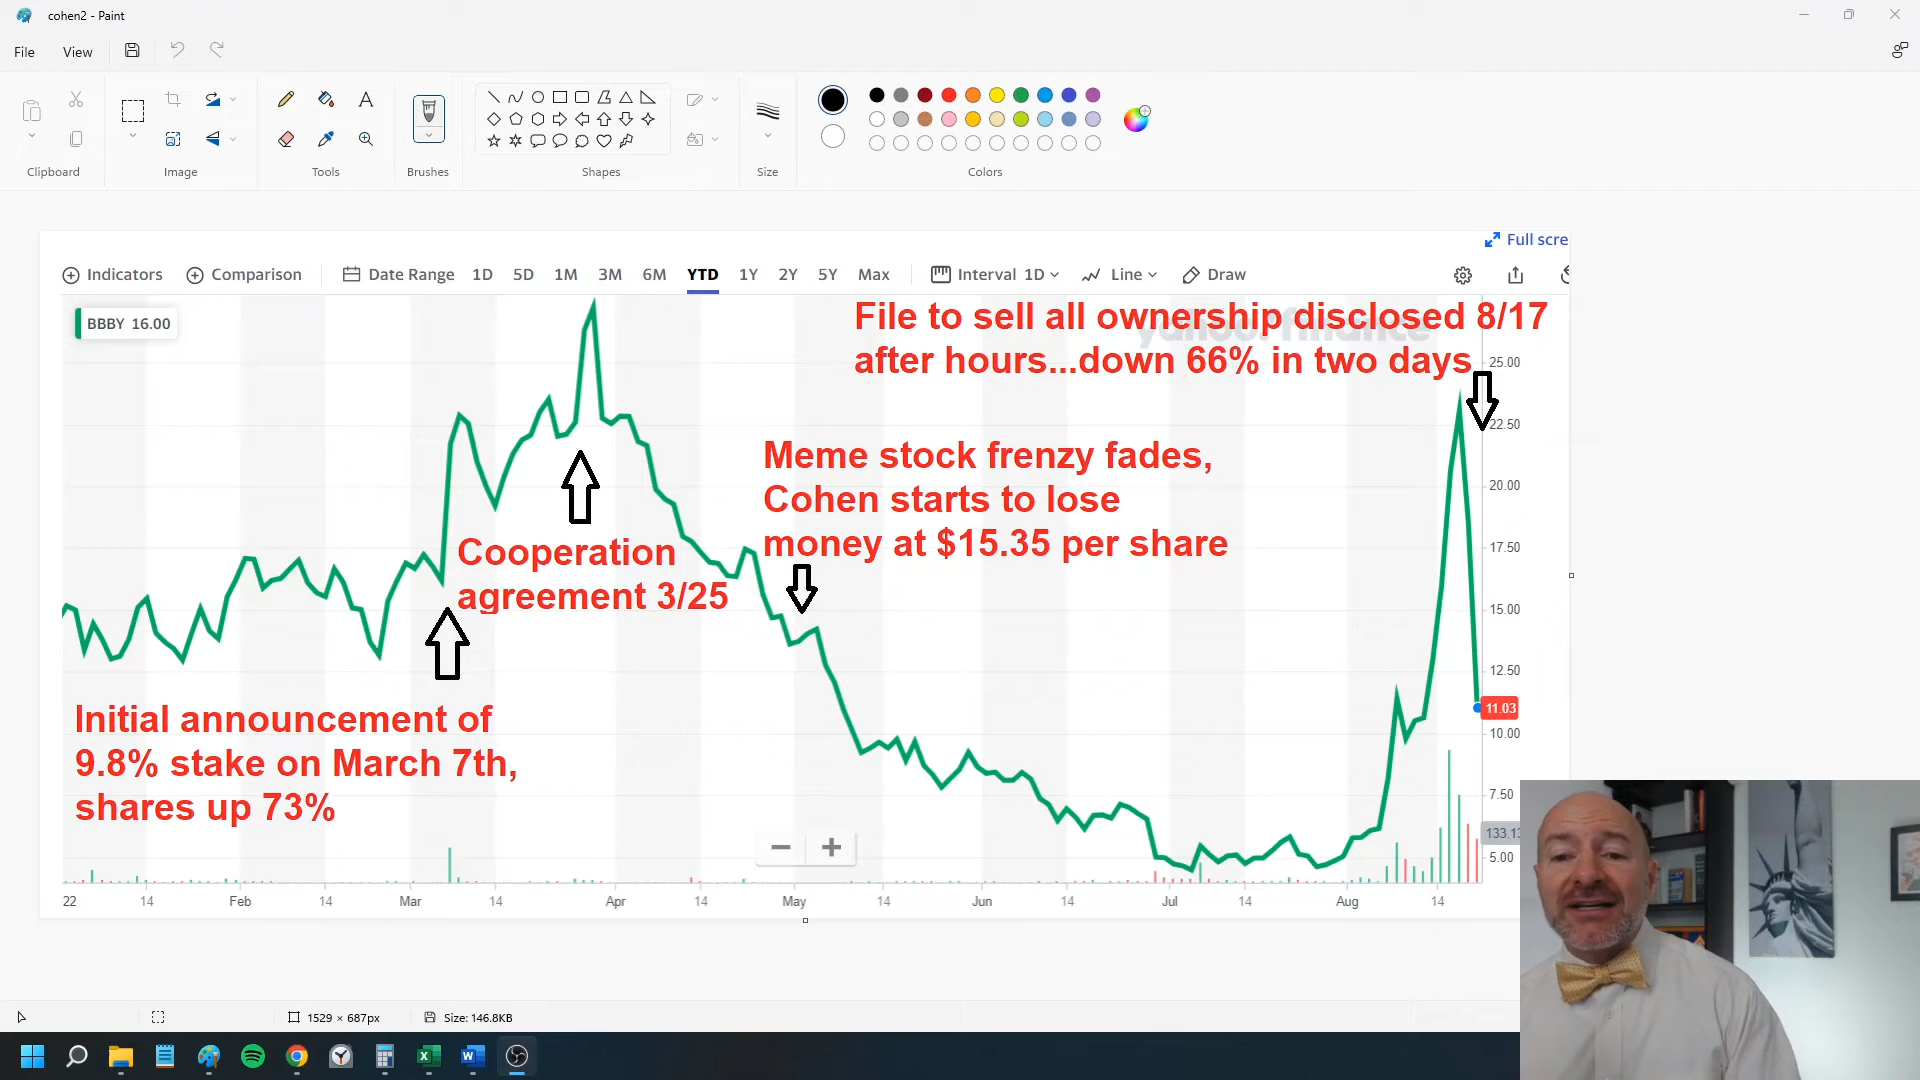 cohen2 - Paint
File
View
Clipboard
Image
Tools
Brushes
Shapes
Size
Colors
Full scre
Indicators
Comparison
Date Range
1D 5D 1M 3M 6M YTD 1Y 2Y 5Y Max
Interval 1D
Line
Draw
BBBY 16.00
yahoo! finance
File to sell all ownership disclosed 8/17
after hours...down 66% in two days
Meme stock frenzy fades,
Cohen starts to lose
money at $15.35 per share
Cooperation
agreement 3/25
Initial announcement of
9.8% stake on March 7th,
shares up 73%
25.00
22.50
20.00
17.50
15.00
12.50
11.03
10.00
7.50
133.13
5.00
22 14 Feb 14 Mar 14 Apr 14 May 14 Jun 14 Jul 14 Aug 14
1529 × 687px
Size: 146.8KB